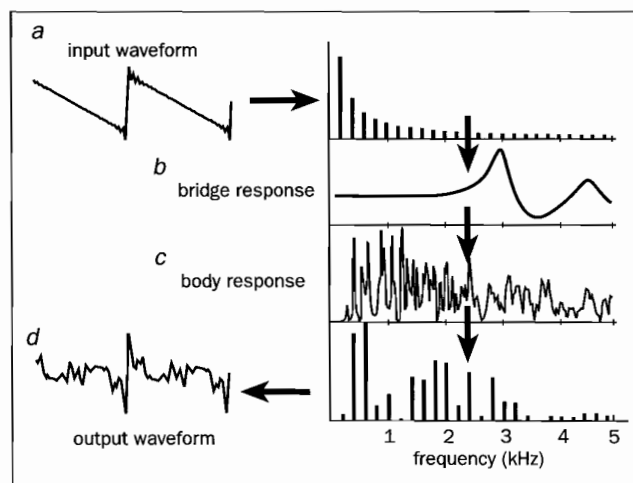 a
input waveform
b
bridge response
c
body response
d
output waveform
1 2 3 4 5
frequency (kHz)